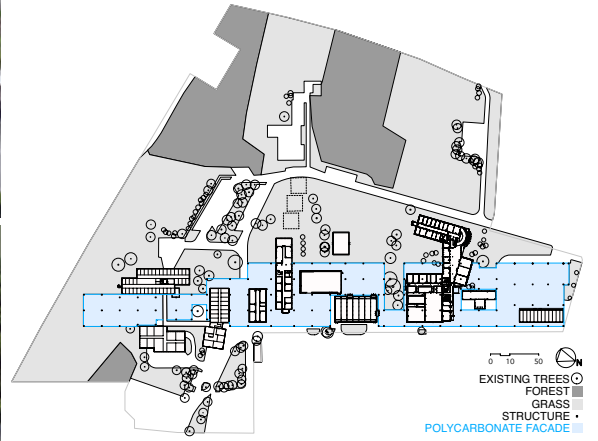 0 10 50
N
EXISTING TREES
FOREST
GRASS
STRUCTURE
POLYCARBONATE FACADE